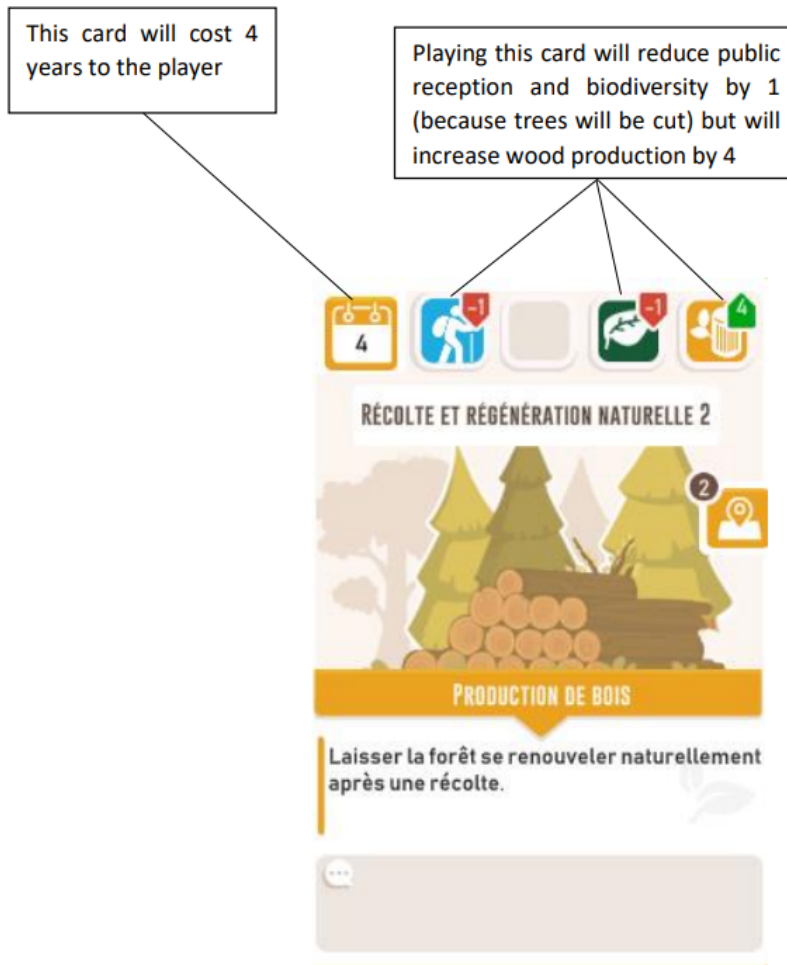 This card will cost 4
years to the player
Playing this card will reduce public
reception and biodiversity by 1
(because trees will be cut) but will
increase wood production by 4
4
-1
-1
4
RÉCOLTE ET RÉGÉNÉRATION NATURELLE 2
2
PRODUCTION DE BOIS
Laisser la forêt se renouveler naturellement
après une récolte.